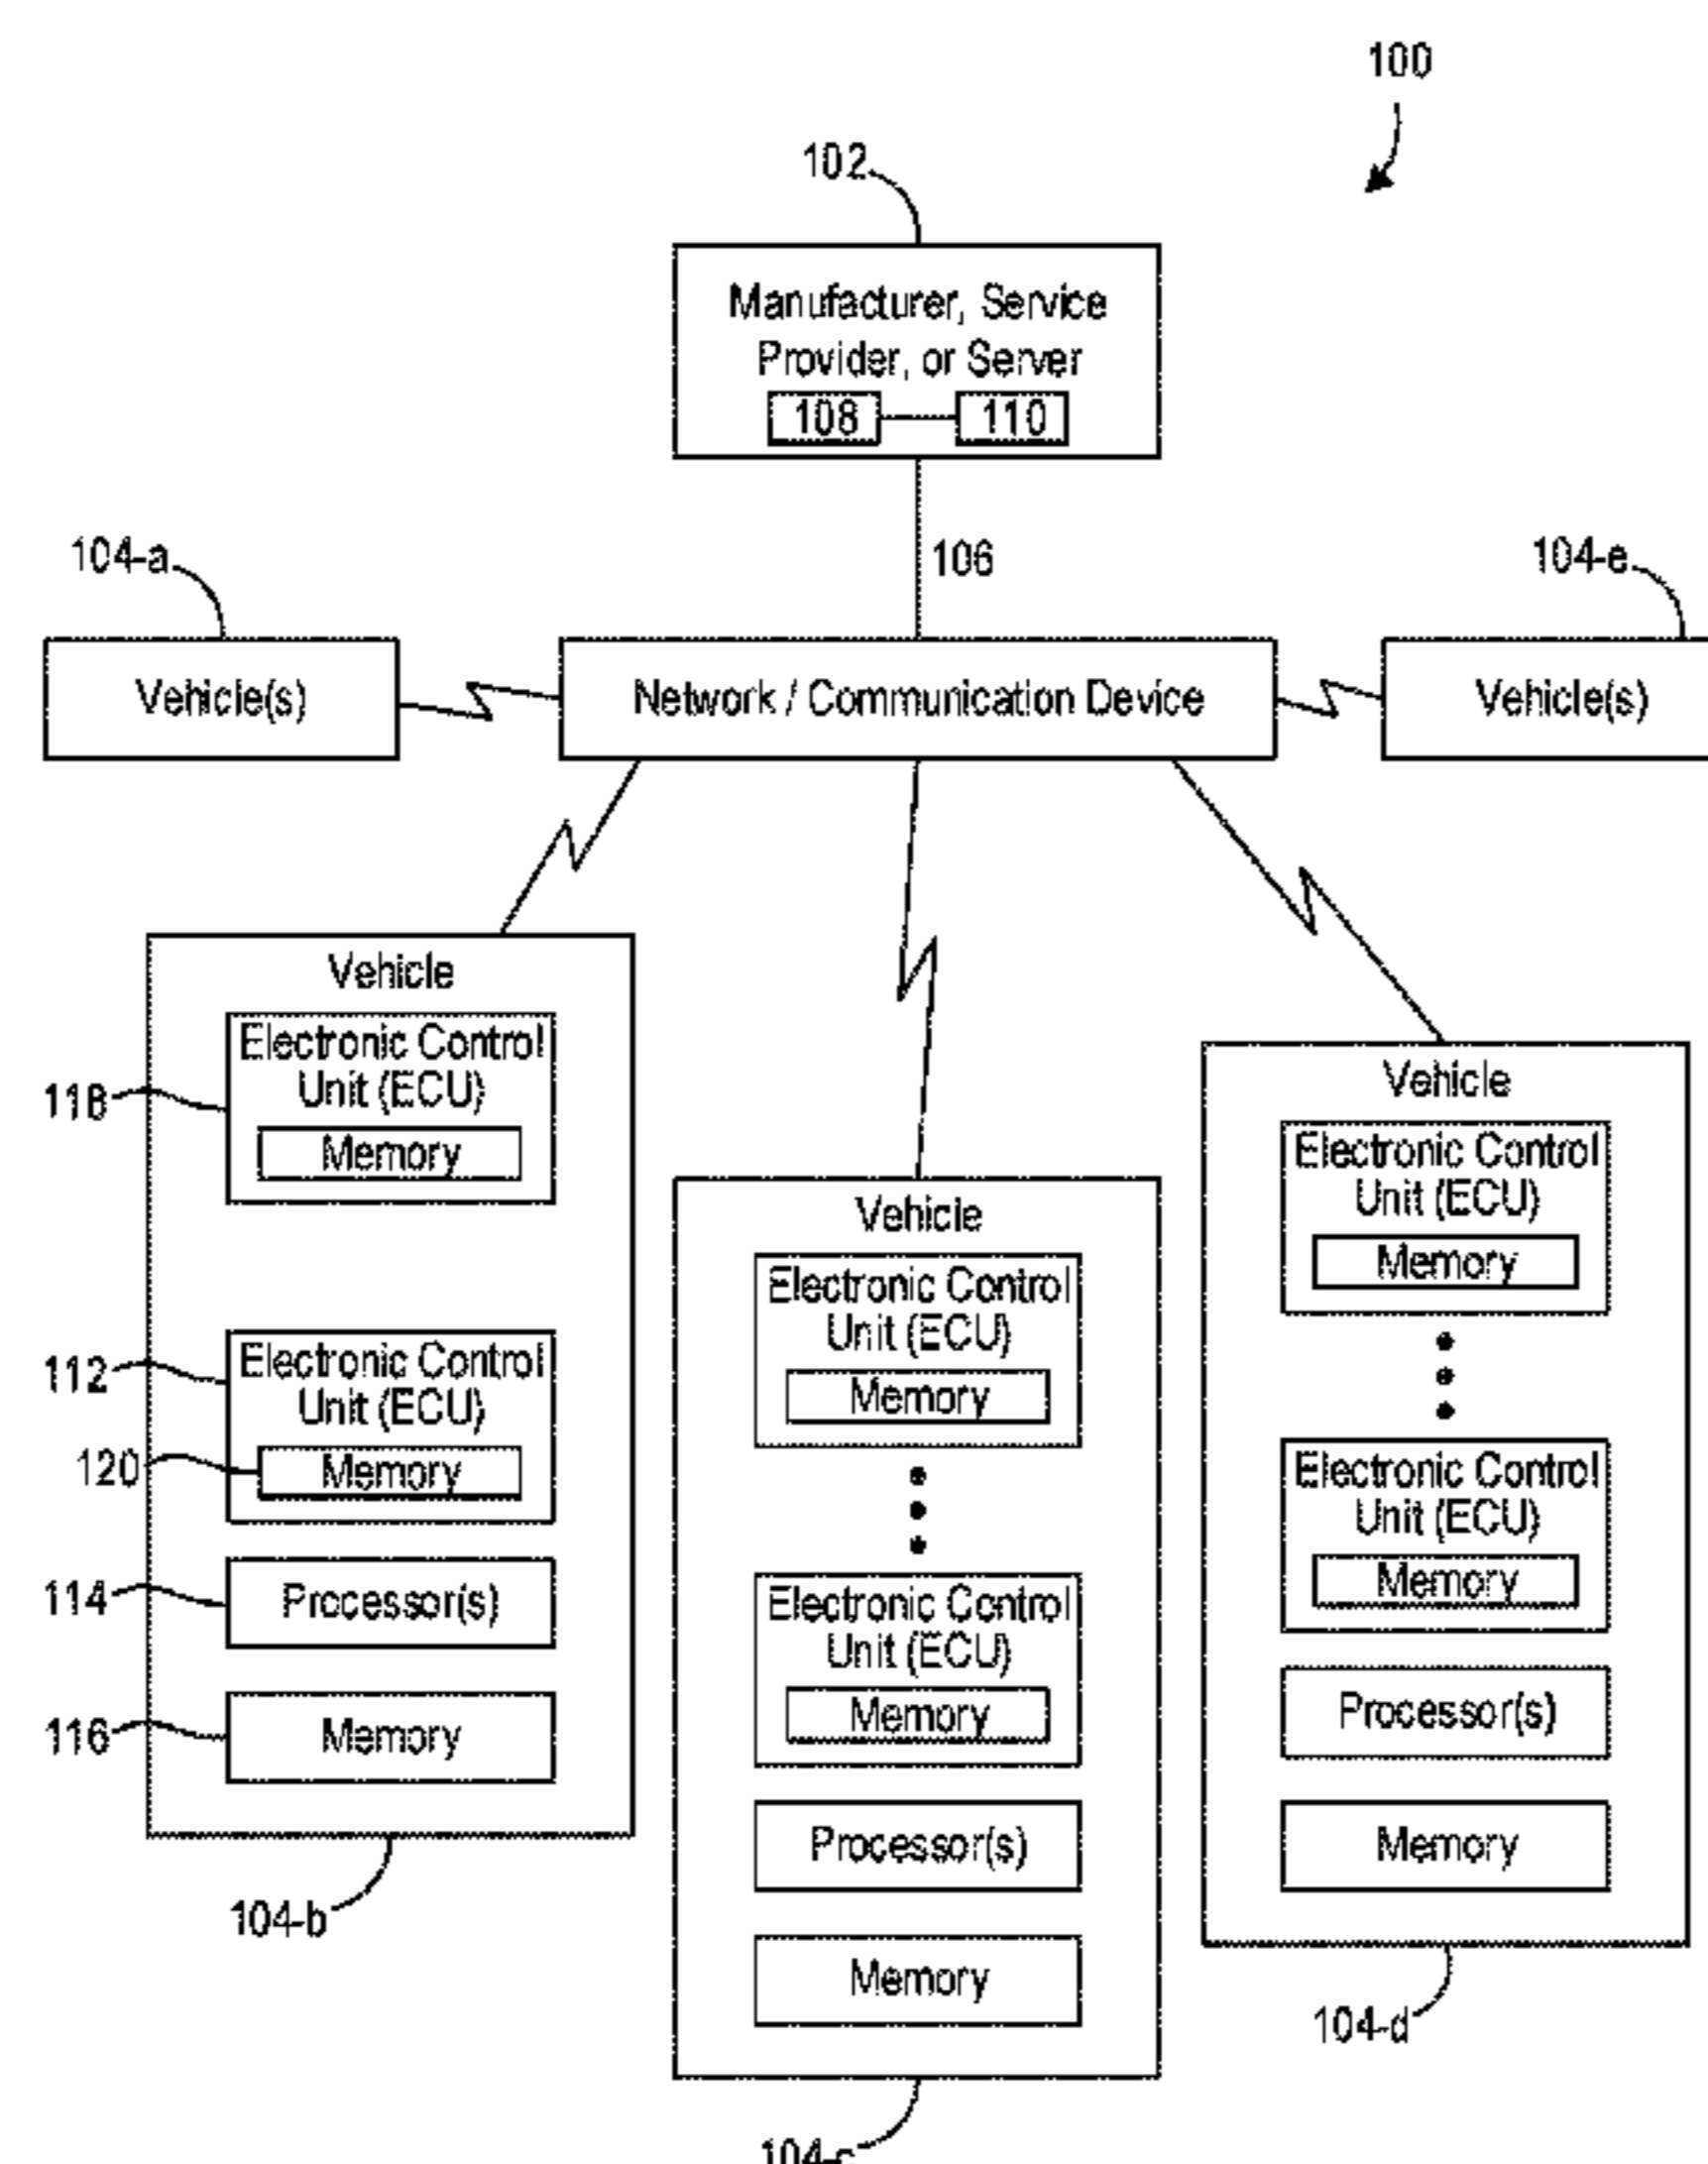 100
102
Manufacturer, Service
Provider, or Server
108
110
106
104-a
104-e
Vehicle(s)
Network / Communication Device
Vehicle(s)
Vehicle
Electronic Control
Unit (ECU)
Memory
118
Electronic Control
Unit (ECU)
Memory
112
120
Processor(s)
114
Memory
116
104-b
Vehicle
Electronic Control
Unit (ECU)
Memory
Electronic Control
Unit (ECU)
Memory
Processor(s)
Memory
104-c
Vehicle
Electronic Control
Unit (ECU)
Memory
Electronic Control
Unit (ECU)
Memory
Processor(s)
Memory
104-d